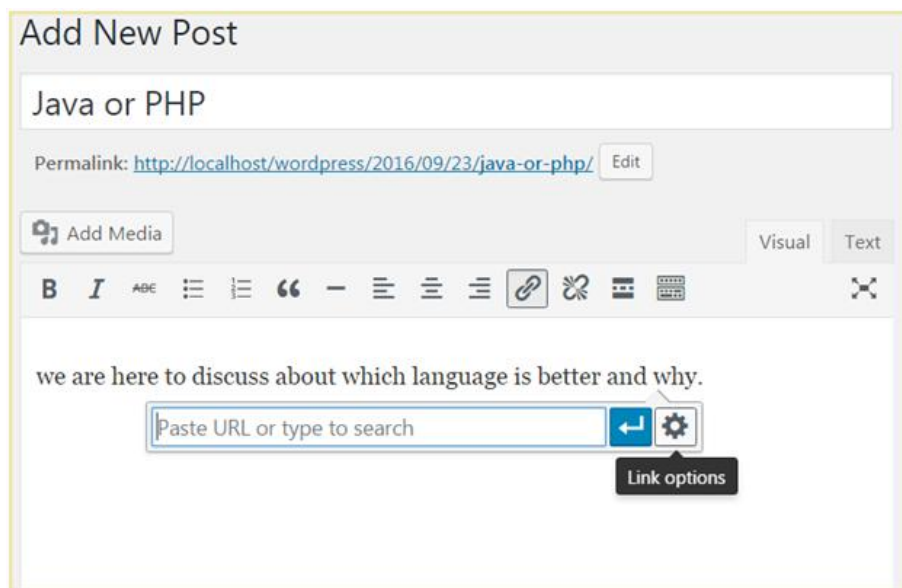 Add New Post
Java or PHP
Permalink: http://localhost/wordpress/2016/09/23/java-or-php/ Edit
Add Media
Visual Text
B I ABC
we are here to discuss about which language is better and why.
Paste URL or type to search
Link options